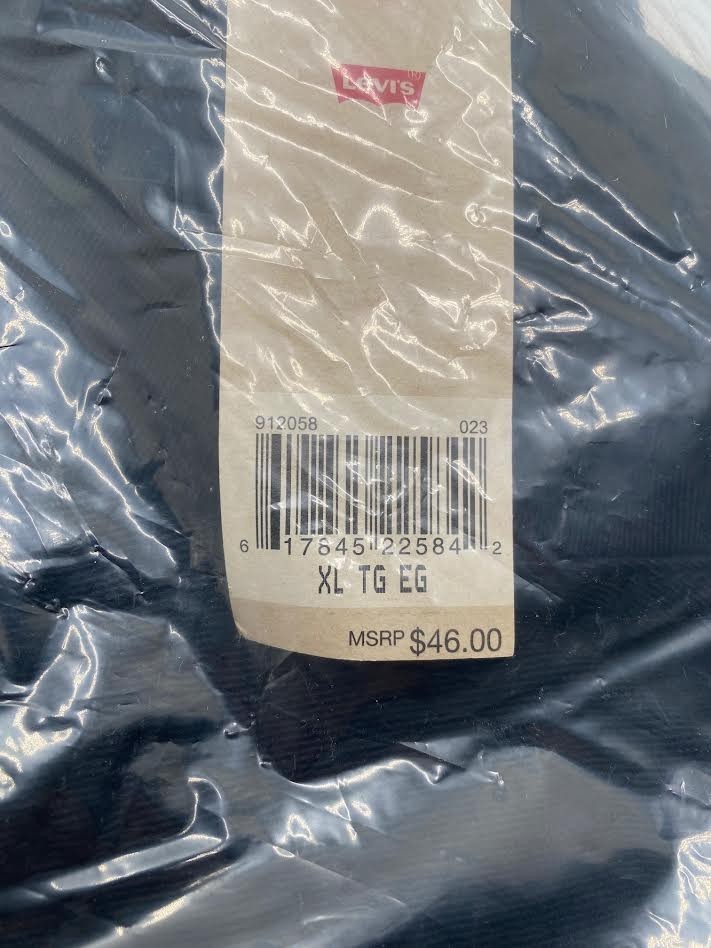 LEVI'S (R)
912058 023
6 17845 22584 2
XL TG EG
MSRP $46.00